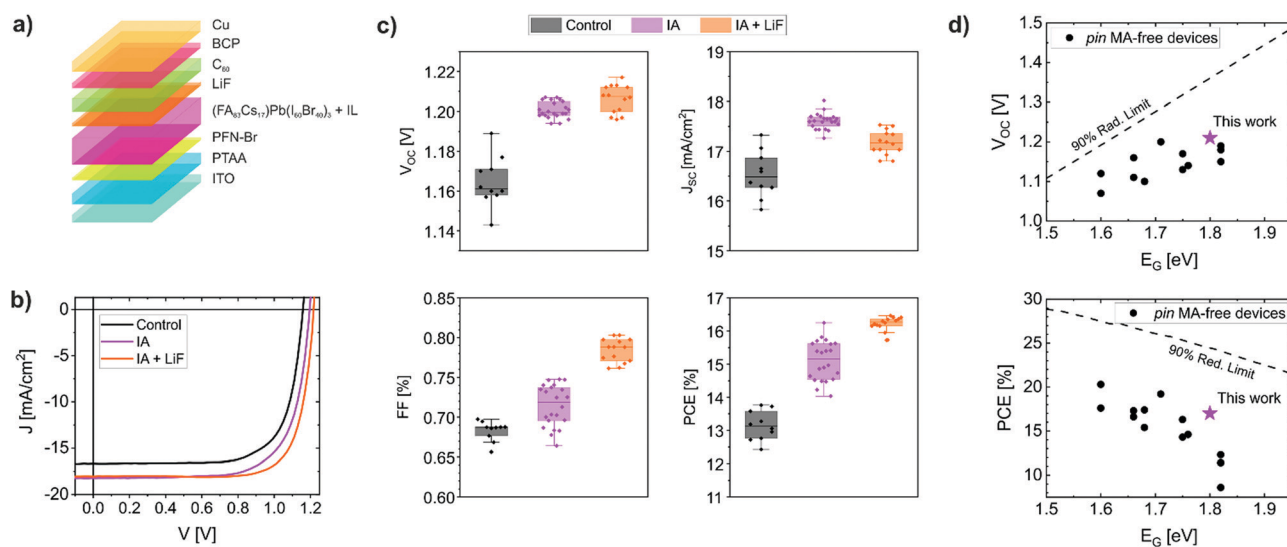 a)
Cu
BCP
C60
LiF
(FA83Cs17)Pb(I60Br40)3 + IL
PFN-Br
PTAA
ITO
b)
0
-5
-10
-15
-20
J [mA/cm²]
Control
IA
IA + LiF
0.0 0.2 0.4 0.6 0.8 1.0 1.2
V [V]
c)
Control IA IA + LiF
1.22
1.20
1.18
1.16
1.14
VOC [V]
19
18
17
16
15
JSC [mA/cm²]
0.85
0.80
0.75
0.70
0.65
0.60
FF [%]
17
16
15
14
13
12
11
PCE [%]
d)
1.5
1.4
1.3
1.2
1.1
1.0
VOC [V]
pin MA-free devices
90% Rad. Limit
This work
1.5 1.6 1.7 1.8 1.9
EG [eV]
30
25
20
15
10
5
0
PCE [%]
pin MA-free devices
90% Rad. Limit
This work
1.5 1.6 1.7 1.8 1.9
EG [eV]